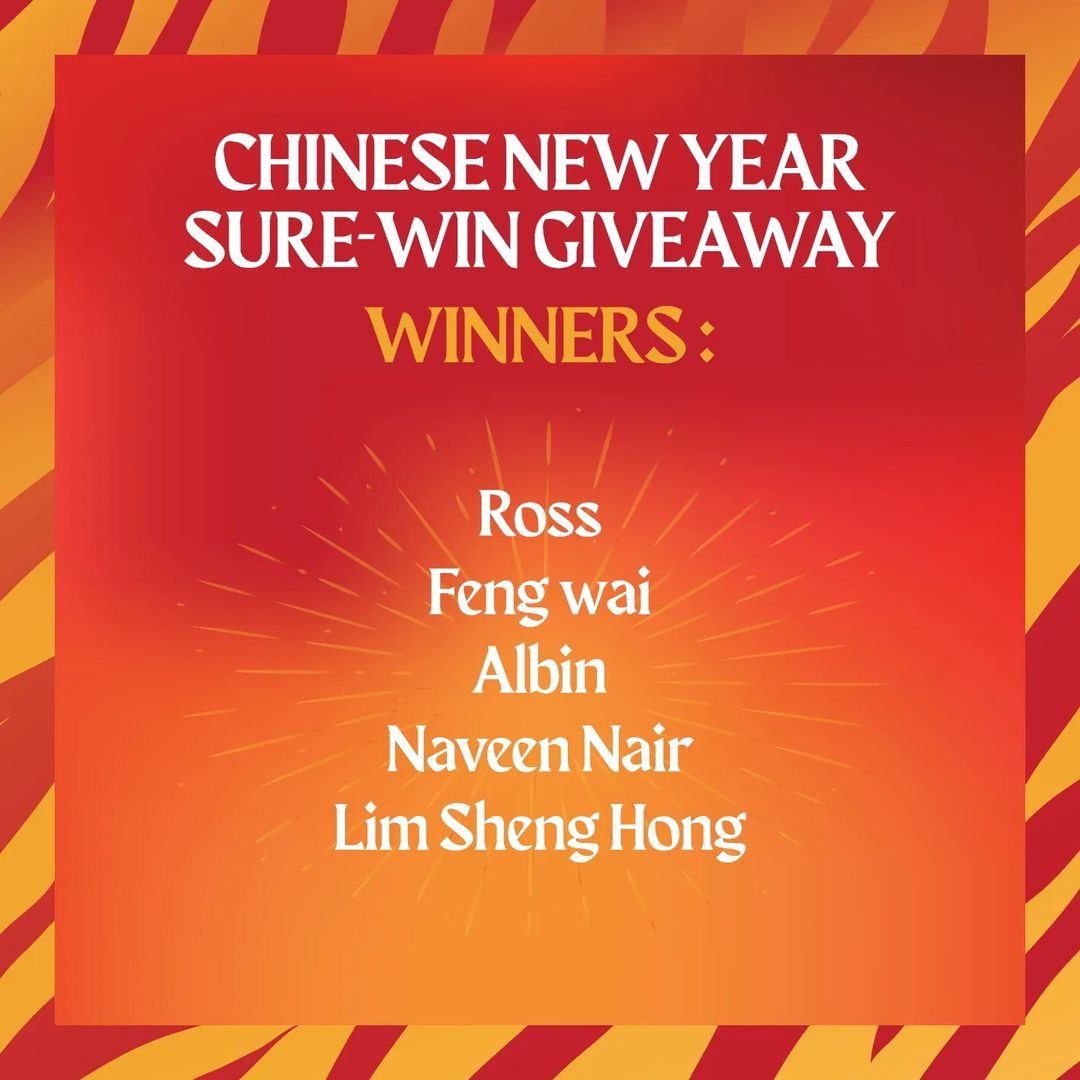 CHINESE NEW YEAR
SURE-WIN GIVEAWAY
WINNERS :
Ross
Feng wai
Albin
Naveen Nair
Lim Sheng Hong